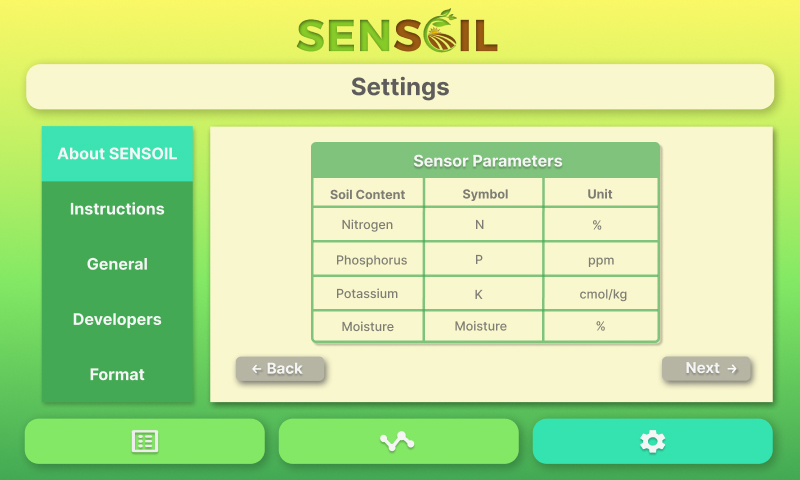 SENSOIL
Settings
About SENSOIL
Instructions
General
Developers
Format
Sensor Parameters
Soil Content Symbol Unit
Nitrogen N %
Phosphorus P ppm
Potassium K cmol/kg
Moisture Moisture %
← Back
Next →